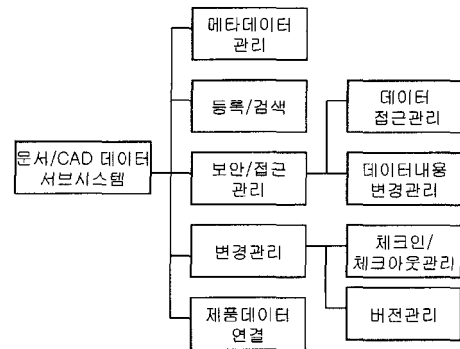 문서/CAD 데이터
서브시스템
메타데이터
관리
등록/검색
보안/접근
관리
변경관리
제품데이터
연결
데이터
접근관리
데이터내용
변경관리
체크인/
체크아웃관리
버전관리